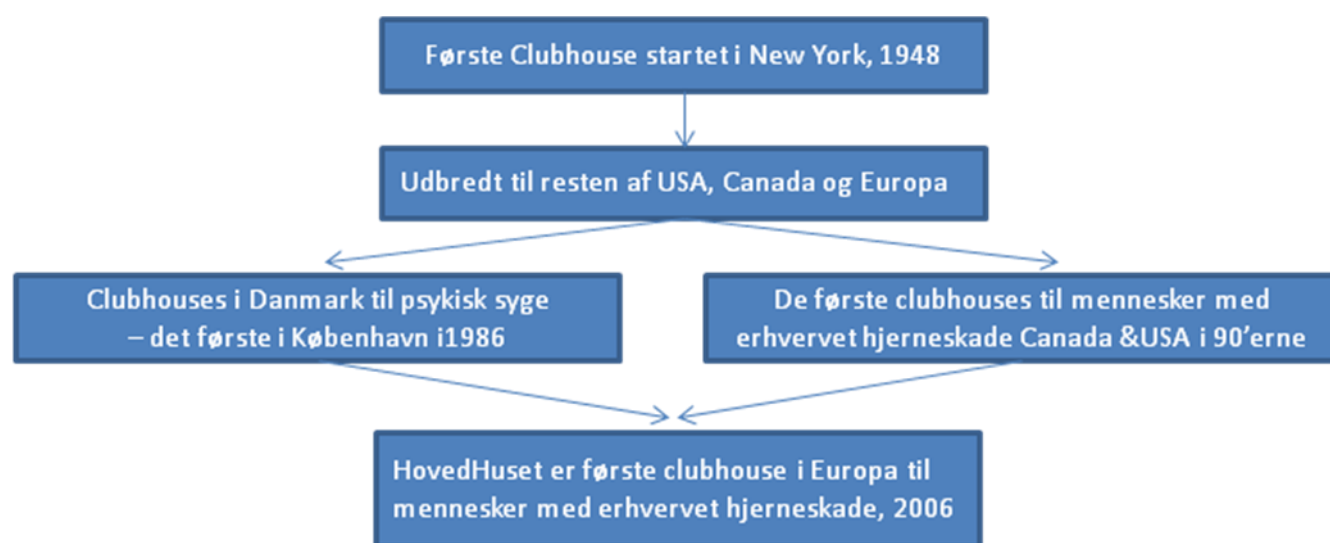 Første Clubhouse startet i New York, 1948
Udbredt til resten af USA, Canada og Europa
Clubhouses i Danmark til psykisk syge
– det første i København i1986
De første clubhouses til mennesker med
erhvervet hjerneskade Canada &USA i 90’erne
HovedHuset er første clubhouse i Europa til
mennesker med erhvervet hjerneskade, 2006